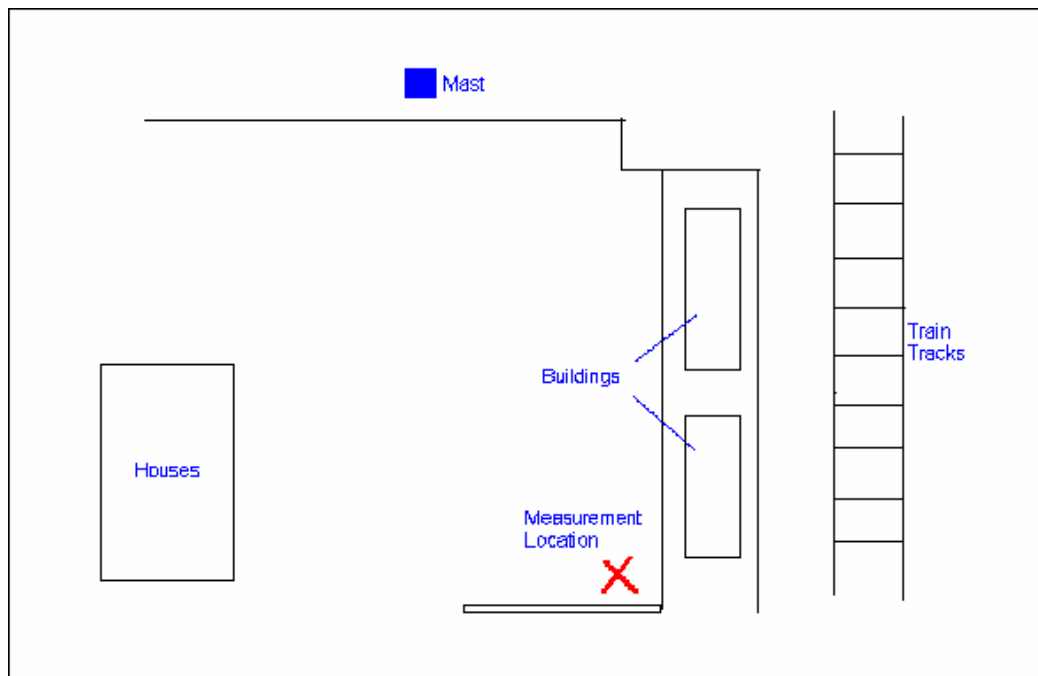 Mast
Train
Tracks
Buildings
Houses
Measurement
Location